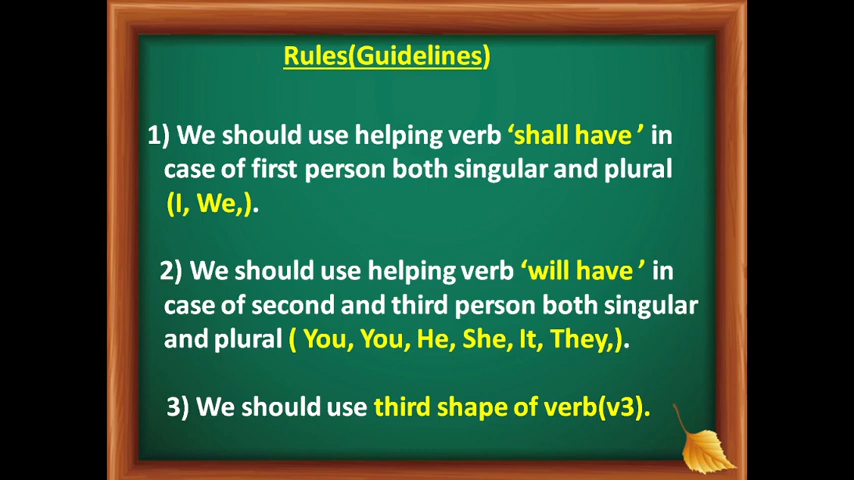 Rules(Guidelines)
1) We should use helping verb ‘shall have ’ in
case of first person both singular and plural
(I, We,).
2) We should use helping verb ‘will have ’ in
case of second and third person both singular
and plural ( You, You, He, She, It, They,).
3) We should use third shape of verb(v3).